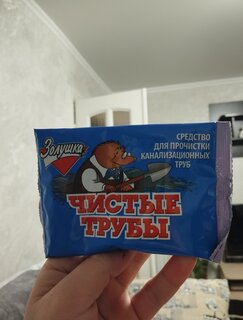 Золушка
СРЕДСТВО
ДЛЯ ПРОЧИСТКИ
КАНАЛИЗАЦИОННЫХ
ТРУБ
ЧИСТЫЕ
ТРУБЫ